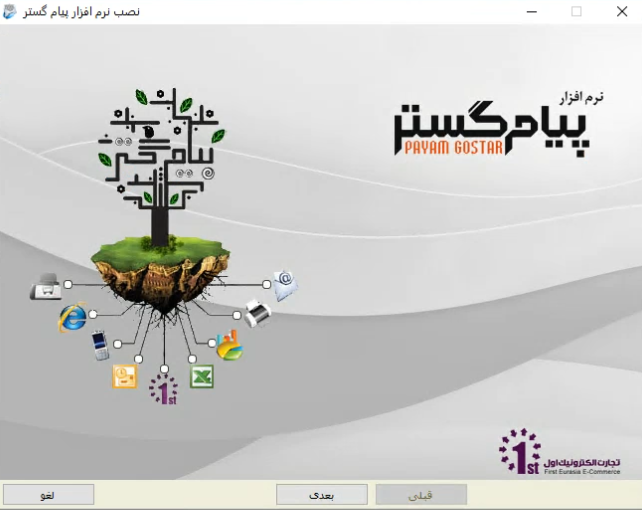 نصب نرم افزار پیام گستر
نرم افزار
پیام گستر
PAYAM GOSTAR
1st
1st
تجارت الکترونیک اول
First Eurasia E-Commerce
قبلی
بعدی
لغو